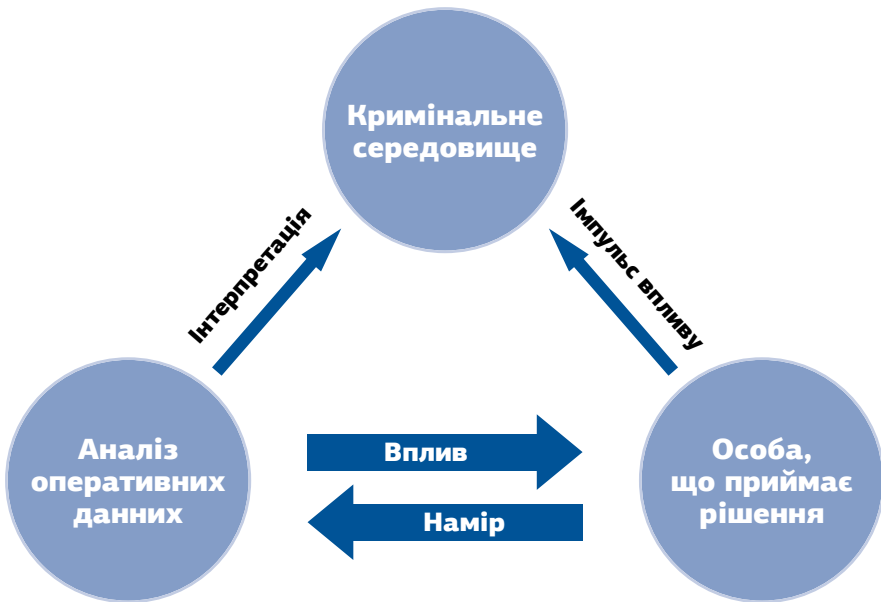 Кримінальне
середовище
Інтерпретація
Імпульс впливу
Аналіз
оперативних
данних
Вплив
Намір
Особа,
що приймає
рішення